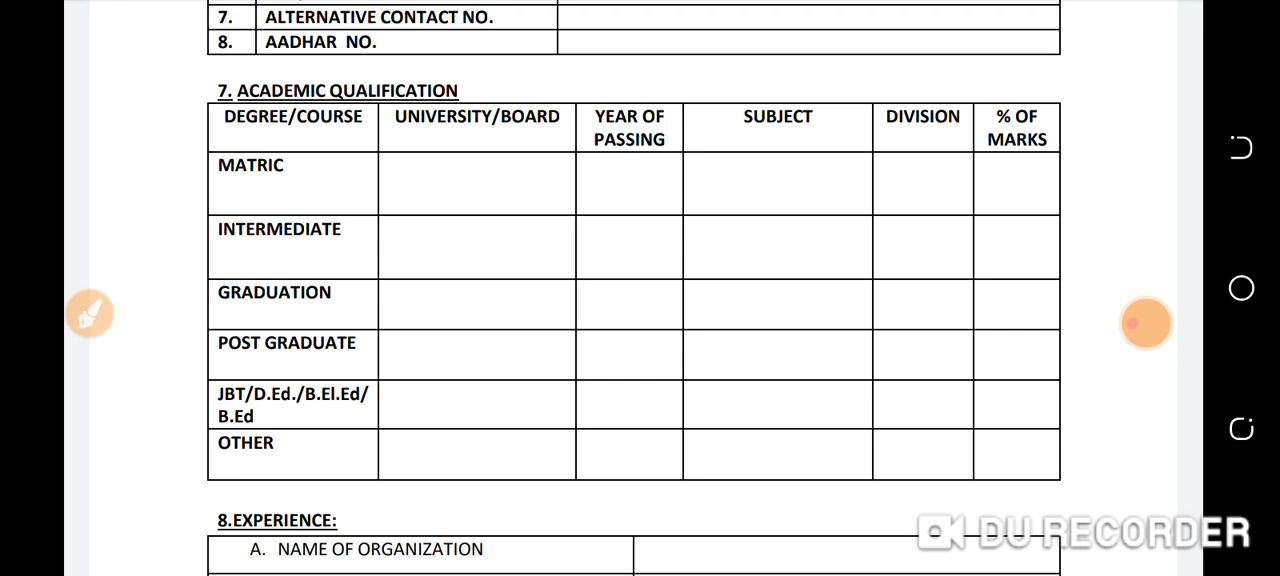 7. ALTERNATIVE CONTACT NO.
8. AADHAR NO.
7. ACADEMIC QUALIFICATION
DEGREE/COURSE UNIVERSITY/BOARD YEAR OF PASSING SUBJECT DIVISION % OF MARKS
MATRIC
INTERMEDIATE
GRADUATION
POST GRADUATE
JBT/D.Ed./B.El.Ed/
B.Ed
OTHER
8.EXPERIENCE:
A. NAME OF ORGANIZATION
DU RECORDER